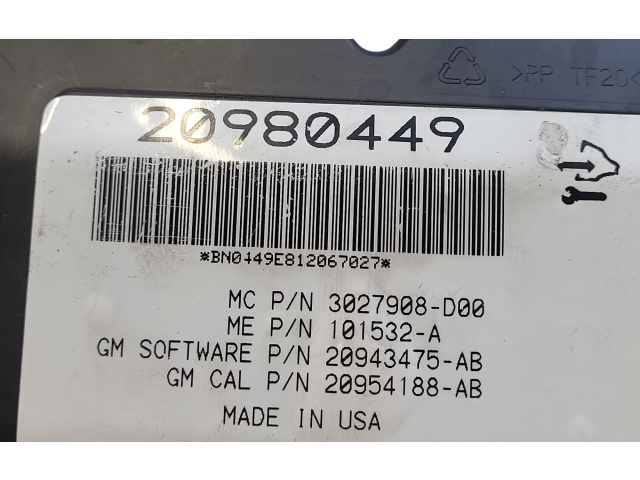 >PP TF20<
20980449
*BN0449E812067027*
MC P/N 3027908-D00
ME P/N 101532-A
GM SOFTWARE P/N 20943475-AB
GM CAL P/N 20954188-AB
MADE IN USA